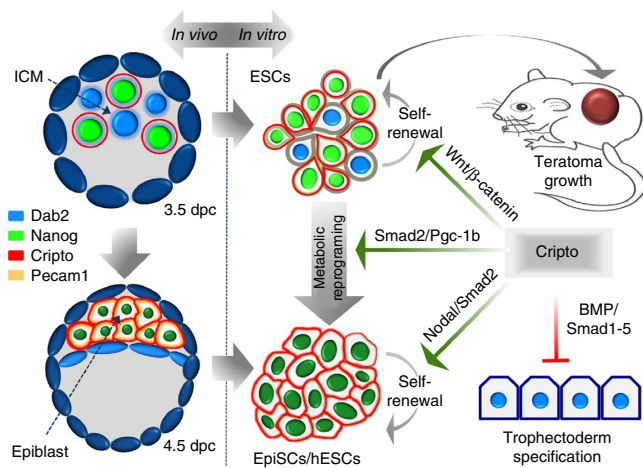 In vivo
In vitro
ICM
ESCs
3.5 dpc
Self-
renewal
Teratoma
growth
Wnt/β-catenin
Dab2
Nanog
Cripto
Pecam1
Metabolic
reprograming
Smad2/Pgc-1b
Cripto
Nodal/Smad2
BMP/
Smad1-5
Self-
renewal
Epiblast
4.5 dpc
EpiSCs/hESCs
Trophectoderm
specification